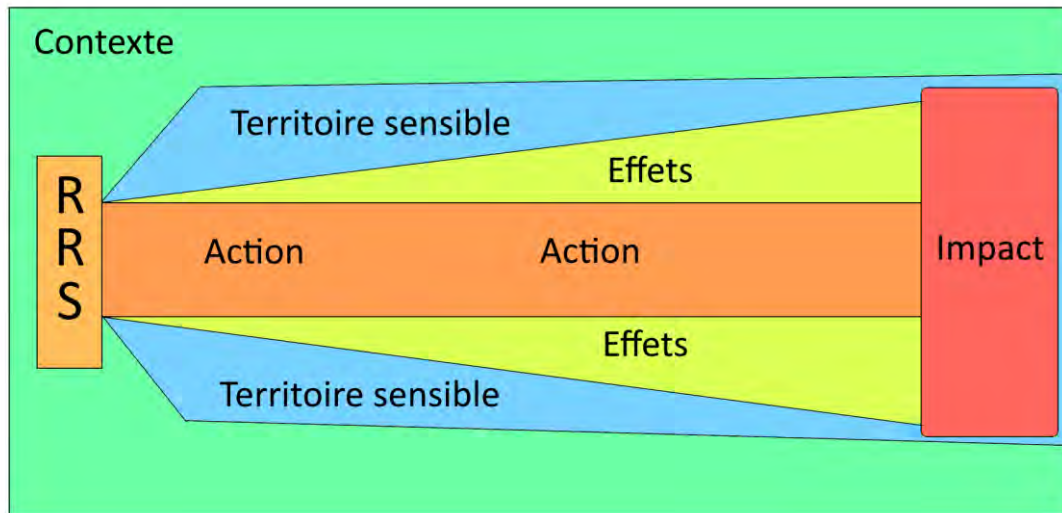 Contexte
Territoire sensible
Effets
R
R
S
Action Action
Impact
Effets
Territoire sensible